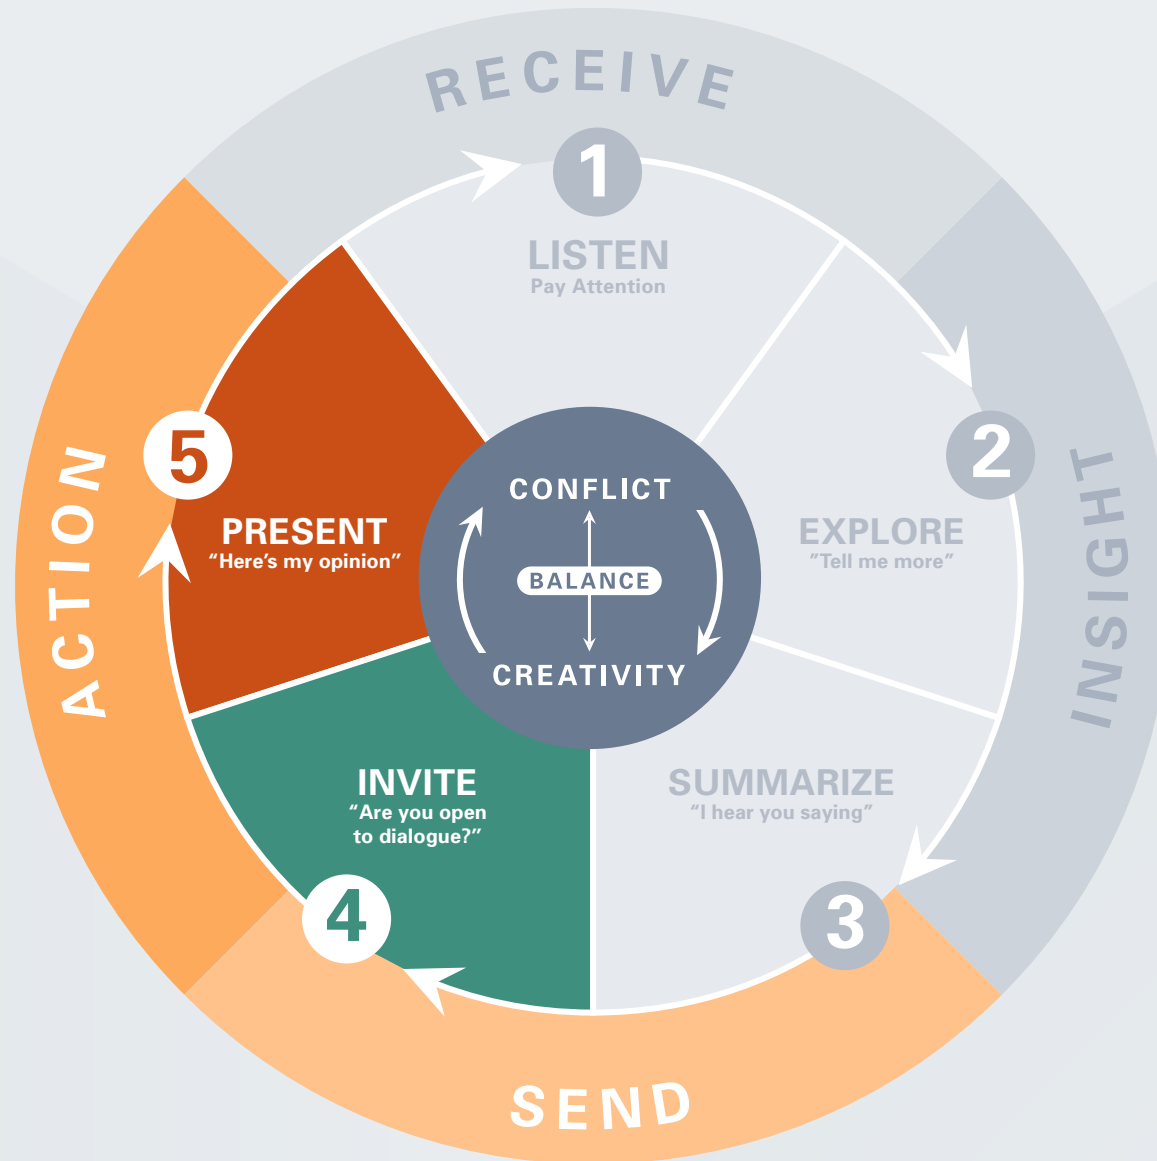 RECEIVE
1
LISTEN
Pay Attention
2
EXPLORE
"Tell me more"
INSIGHT
3
SUMMARIZE
“I hear you saying”
SEND
4
INVITE
“Are you open
to dialogue?”
5
PRESENT
“Here’s my opinion”
ACTION
CONFLICT
BALANCE
CREATIVITY